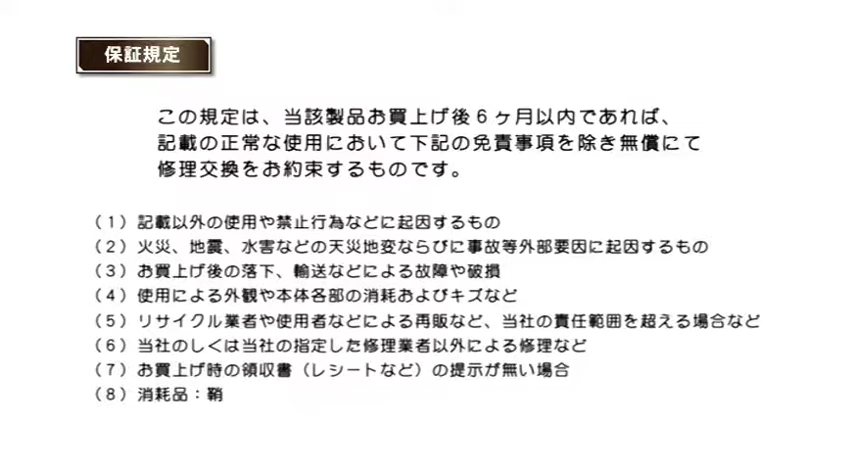 保証規定
この規定は、当該製品お買上げ後6ヶ月以内であれば、
記載の正常な使用において下記の免責事項を除き無償にて
修理交換をお約束するものです。
（1）記載以外の使用や禁止行為などに起因するもの
（2）火災、地震、水害などの天災地変ならびに事故等外部要因に起因するもの
（3）お買上げ後の落下、輸送などによる故障や破損
（4）使用による外観や本体各部の消耗およびキズなど
（5）リサイクル業者や使用者などによる再販など、当社の責任範囲を超える場合など
（6）当社のしくは当社の指定した修理業者以外による修理など
（7）お買上げ時の領収書（レシートなど）の提示が無い場合
（8）消耗品：鞘